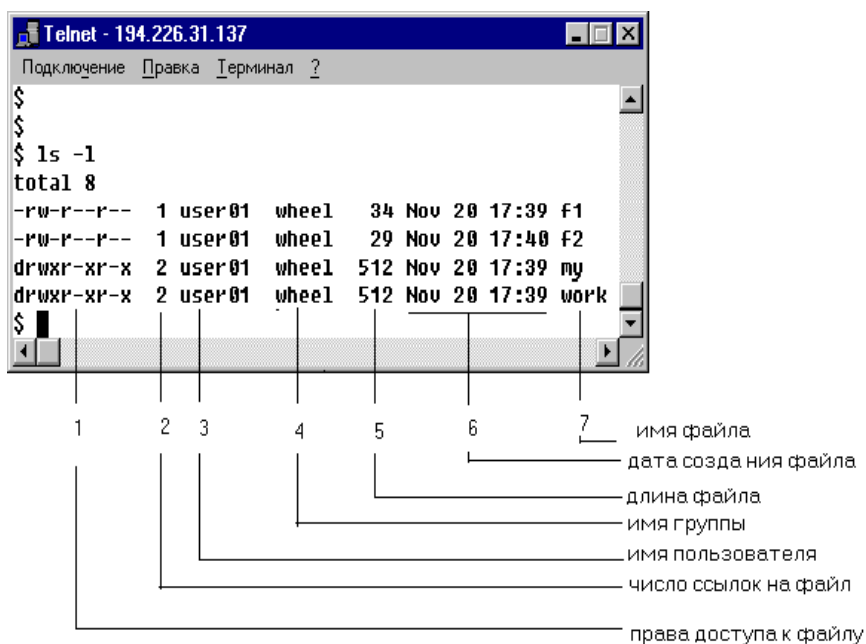 Telnet - 194.226.31.137
Подключение Правка Терминал ?
$
$
$ ls -l
total 8
-rw-r--r-- 1 user01 wheel 34 Nov 20 17:39 f1
-rw-r--r-- 1 user01 wheel 29 Nov 20 17:40 f2
drwxr-xr-x 2 user01 wheel 512 Nov 20 17:39 my
drwxr-xr-x 2 user01 wheel 512 Nov 20 17:39 work
$
1 2 3 4 5 6 7
имя файла
дата созда ния файла
длина файла
имя группы
имя пользователя
число ссылок на файл
права доступа к файлу